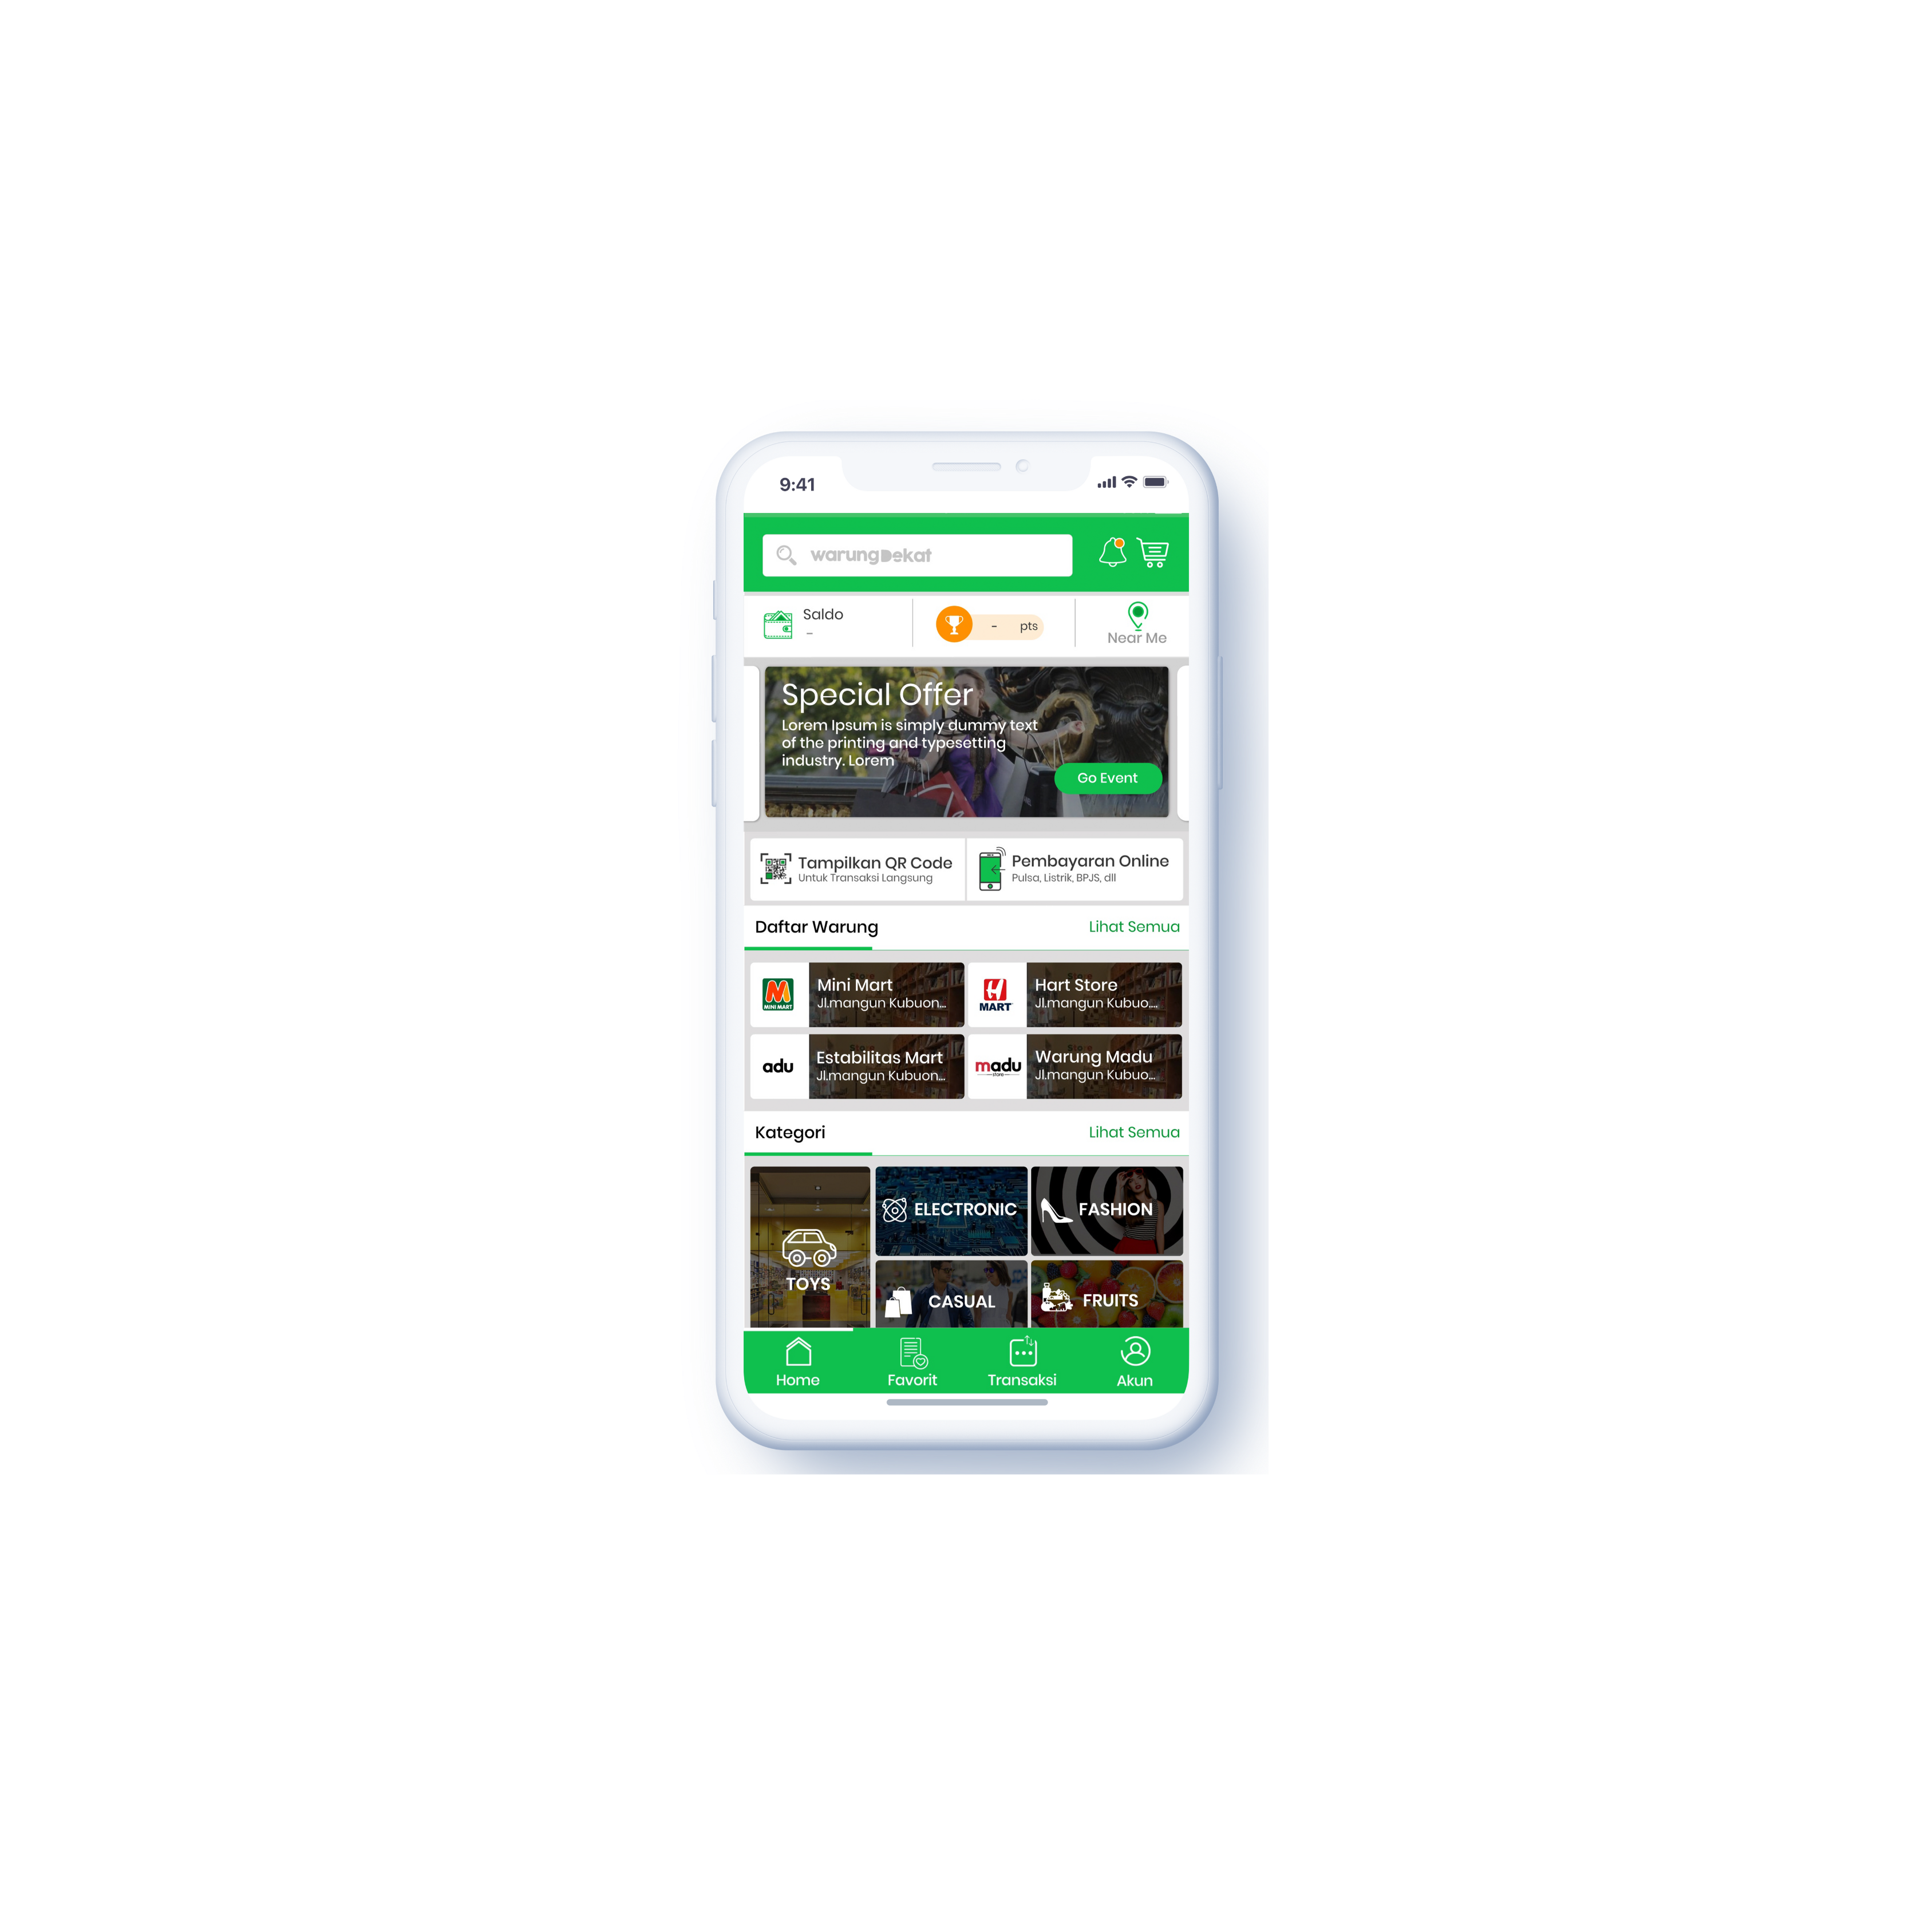 9:41
warungDekat
Saldo
-
- pts
Near Me
Special Offer
Lorem Ipsum is simply dummy text
of the printing and typesetting
industry. Lorem
Go Event
Tampilkan QR Code
Untuk Transaksi Langsung
Pembayaran Online
Pulsa, Listrik, BPJS, dll
Daftar Warung
Lihat Semua
M
MINI MART
Mini Mart
Jl.mangun Kubuon...
H
MART
Hart Store
Jl.mangun Kubuo...
adu
Estabilitas Mart
Jl.mangun Kubuon...
madu
store
Warung Madu
Jl.mangun Kubuo...
Kategori
Lihat Semua
TOYS
ELECTRONIC
FASHION
CASUAL
FRUITS
Home
Favorit
Transaksi
Akun